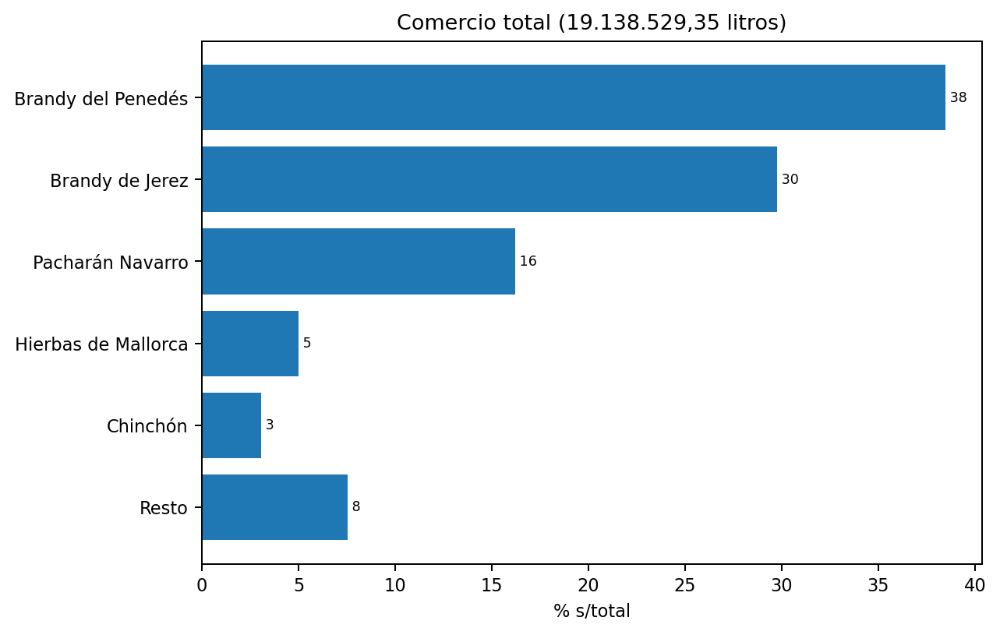 Comercio total (19.138.529,35 litros)
Brandy del Penedés 38
Brandy de Jerez 30
Pacharán Navarro 16
Hierbas de Mallorca 5
Chinchón 3
Resto 8
0 5 10 15 20 25 30 35 40
% s/total